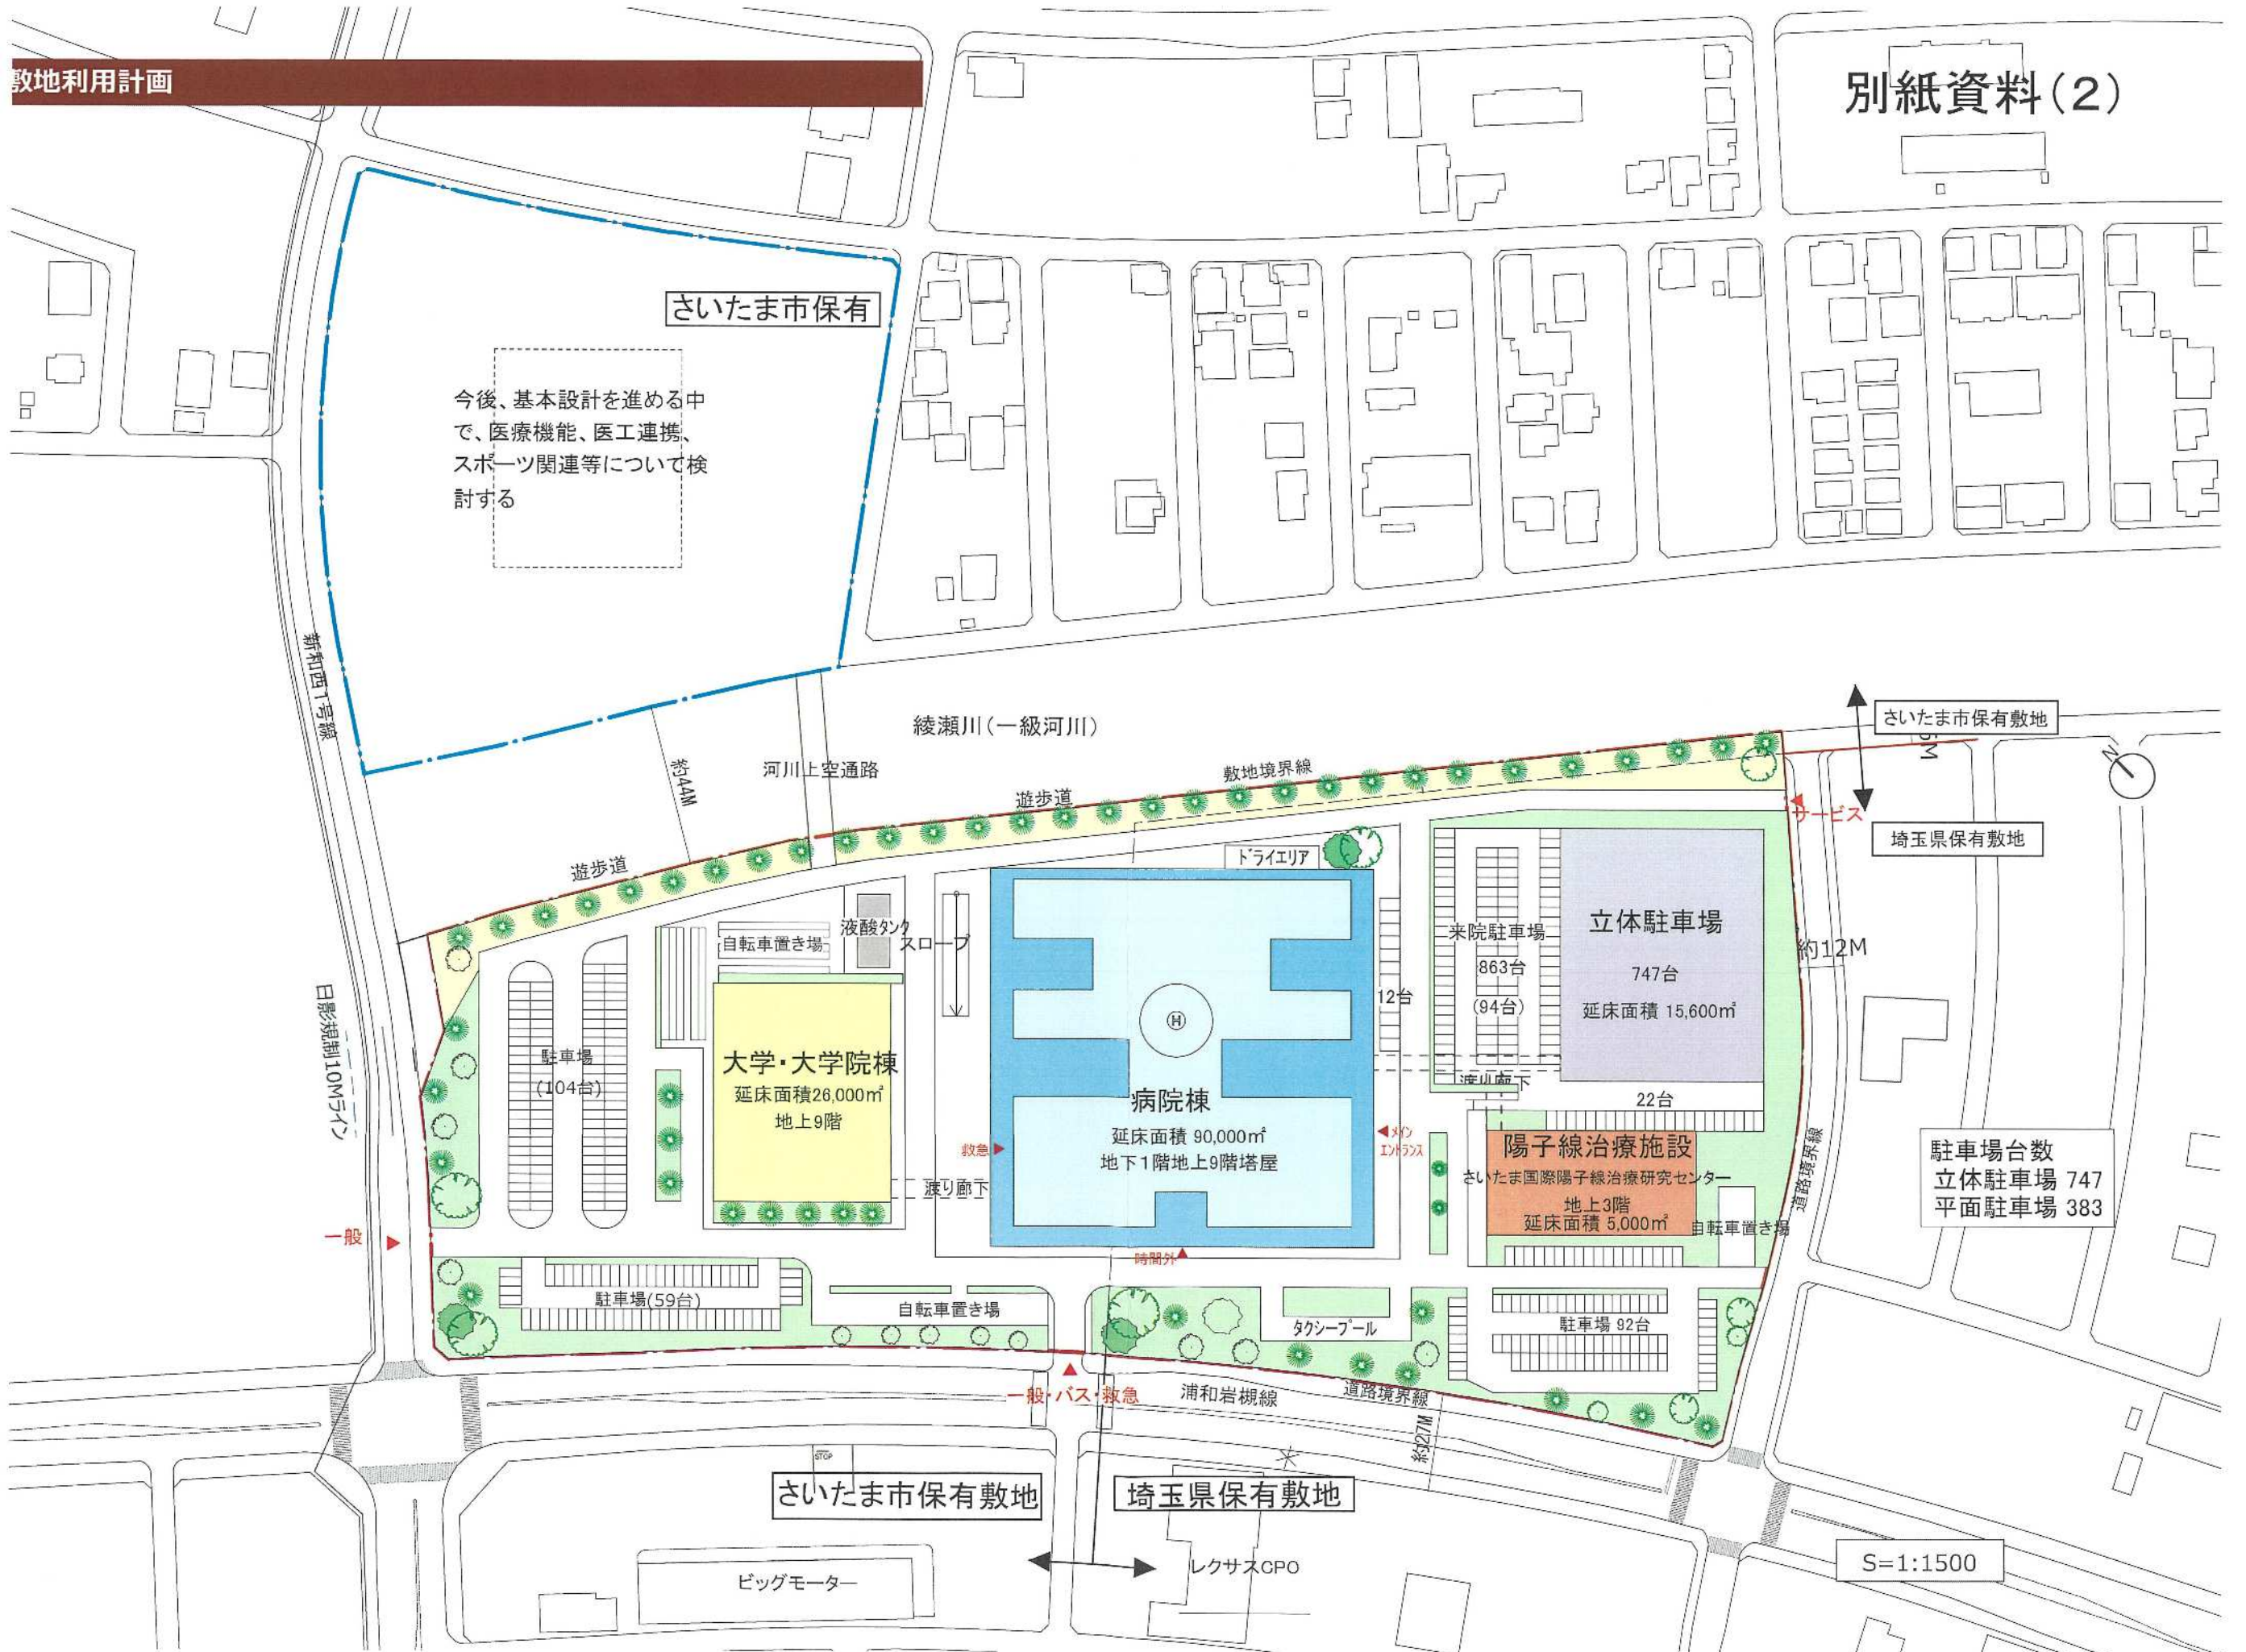 敷地利用計画
別紙資料（2）
さいたま市保有
今後、基本設計を進める中
で、医療機能、医工連携、
スポーツ関連等について検
討する
新和西1号線
綾瀬川（一級河川）
さいたま市保有敷地
約44M
河川上空通路
敷地境界線
遊歩道
N
サービス
埼玉県保有敷地
遊歩道
ドライエリア
液酸タンク
自転車置き場
スロープ
来院駐車場
863台
(94台)
立体駐車場
747台
延床面積 15,600㎡
約12M
12台
H
日影規制10Mライン
駐車場
(104台)
大学・大学院棟
延床面積26,000㎡
地上9階
病院棟
延床面積 90,000㎡
地下1階地上9階塔屋
渡り廊下
22台
救急
メイン
エントランス
陽子線治療施設
さいたま国際陽子線治療研究センター
地上3階
延床面積 5,000㎡
自転車置き場
道路境界線
駐車場台数
立体駐車場 747
平面駐車場 383
渡り廊下
一般
時間外
駐車場(59台)
自転車置き場
タクシープール
駐車場 92台
一般・バス・救急
浦和岩槻線
道路境界線
約27M
STOP
さいたま市保有敷地
埼玉県保有敷地
ビッグモーター
レクサスCPO
S=1:1500